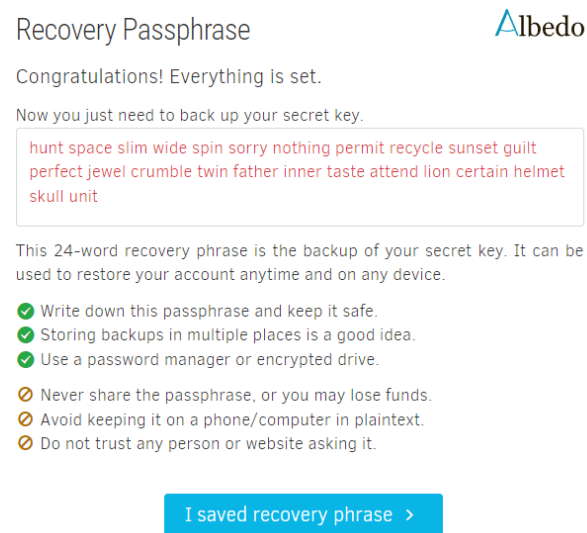 Recovery Passphrase
Albedo
Congratulations! Everything is set.
Now you just need to back up your secret key.
hunt space slim wide spin sorry nothing permit recycle sunset guilt
perfect jewel crumble twin father inner taste attend lion certain helmet
skull unit
This 24-word recovery phrase is the backup of your secret key. It can be
used to restore your account anytime and on any device.
Write down this passphrase and keep it safe.
Storing backups in multiple places is a good idea.
Use a password manager or encrypted drive.
Never share the passphrase, or you may lose funds.
Avoid keeping it on a phone/computer in plaintext.
Do not trust any person or website asking it.
I saved recovery phrase >